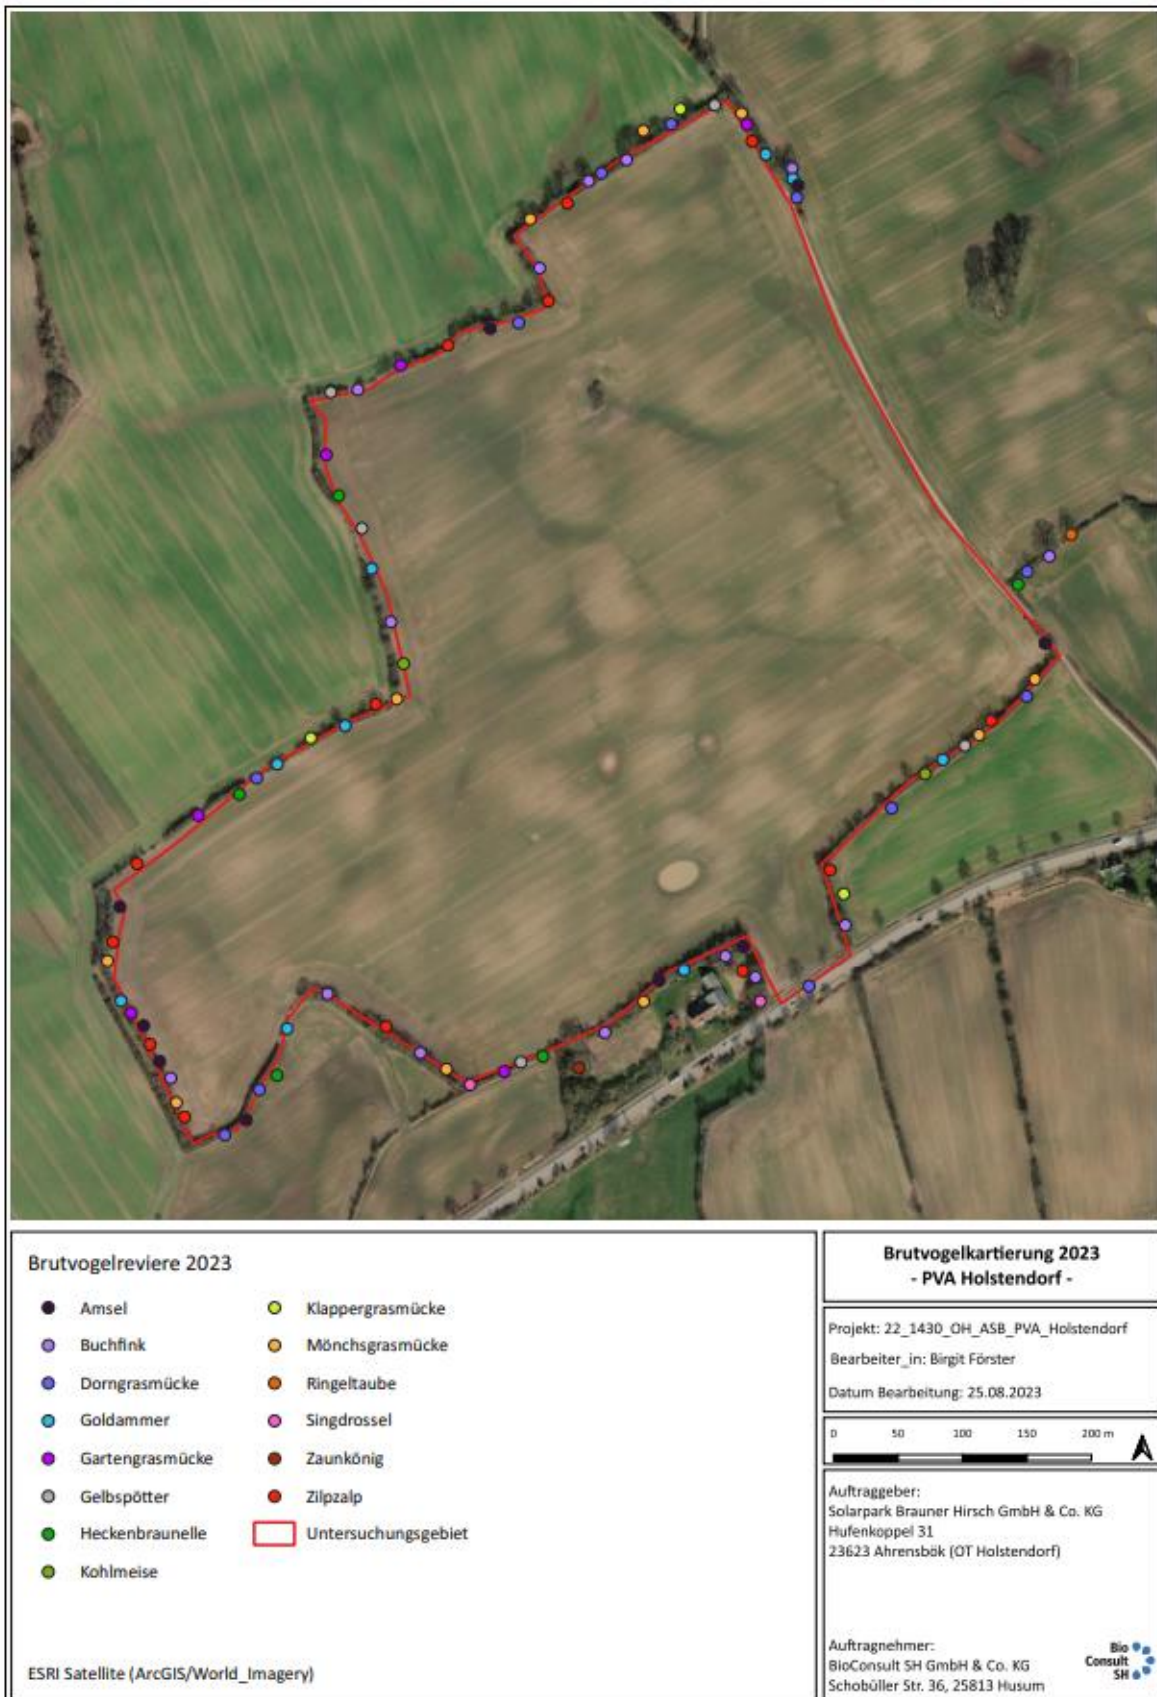 Brutvogelreviere 2023
Amsel
Buchfink
Dorngrasmücke
Goldammer
Gartengrasmücke
Gelbspötter
Heckenbraunelle
Kohlmeise
Klappergrasmücke
Mönchsgrasmücke
Ringeltaube
Singdrossel
Zaunkönig
Zilpzalp
Untersuchungsgebiet
ESRI Satellite (ArcGIS/World_Imagery)
Brutvogelkartierung 2023
- PVA Holstendorf -
Projekt: 22_1430_OH_ASB_PVA_Holstendorf
Bearbeiter_in: Birgit Förster
Datum Bearbeitung: 25.08.2023
0 50 100 150 200 m
Auftraggeber:
Solarpark Brauner Hirsch GmbH & Co. KG
Hufenkoppel 31
23623 Ahrensbök (OT Holstendorf)
Auftragnehmer:
BioConsult SH GmbH & Co. KG
Schobüller Str. 36, 25813 Husum
Bio
Consult
SH